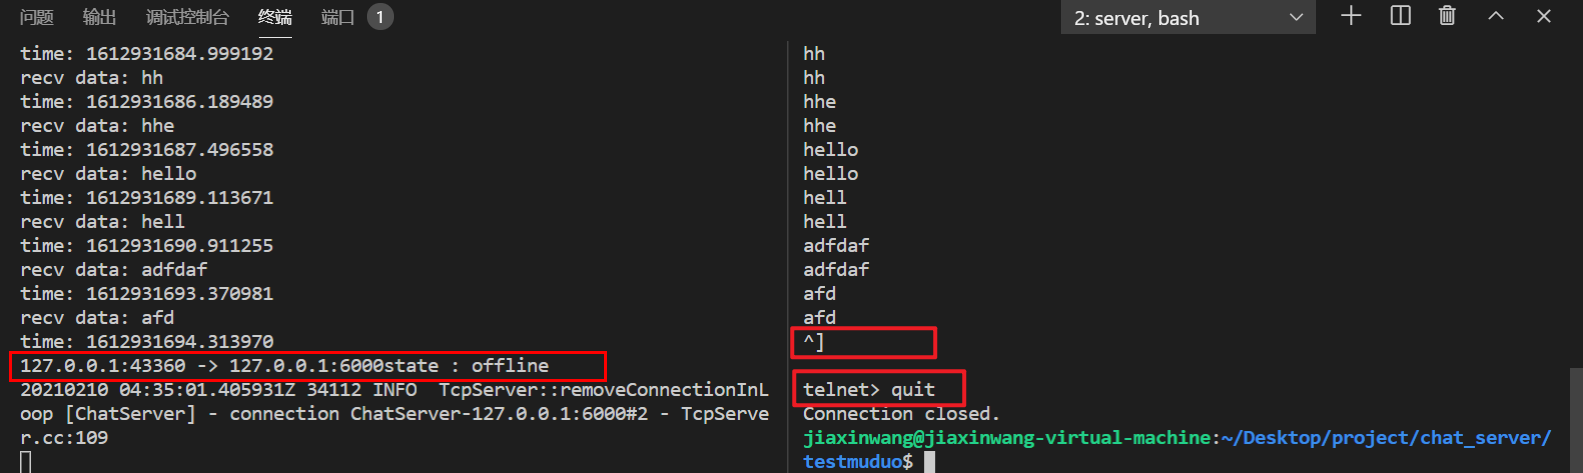 问题 输出 调试控制台 终端 端口 1 2: server, bash
time: 1612931684.999192
recv data: hh
time: 1612931686.189489
recv data: hhe
time: 1612931687.496558
recv data: hello
time: 1612931689.113671
recv data: hell
time: 1612931690.911255
recv data: adfdaf
time: 1612931693.370981
recv data: afd
time: 1612931694.313970
127.0.0.1:43360 -> 127.0.0.1:6000state : offline
20210210 04:35:01.405931Z 34112 INFO  TcpServer::removeConnectionInL
oop [ChatServer] - connection ChatServer-127.0.0.1:6000#2 - TcpServe
r.cc:109
hh
hh
hhe
hhe
hello
hello
hell
hell
adfdaf
adfdaf
afd
afd
^]
telnet> quit
Connection closed.
jiaxinwang@jiaxinwang-virtual-machine:~/Desktop/project/chat_server/
testmuduo$